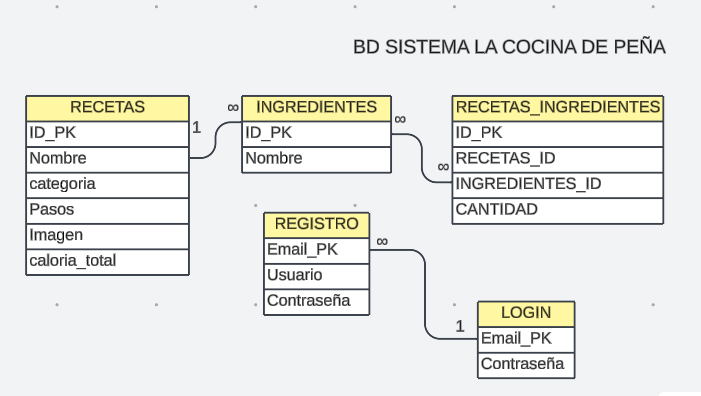 BD SISTEMA LA COCINA DE PEÑA
RECETAS
ID_PK
Nombre
categoria
Pasos
Imagen
caloria_total
1
∞
INGREDIENTES
ID_PK
Nombre
∞
∞
RECETAS_INGREDIENTES
ID_PK
RECETAS_ID
INGREDIENTES_ID
CANTIDAD
REGISTRO
Email_PK
Usuario
Contraseña
∞
1
LOGIN
Email_PK
Contraseña